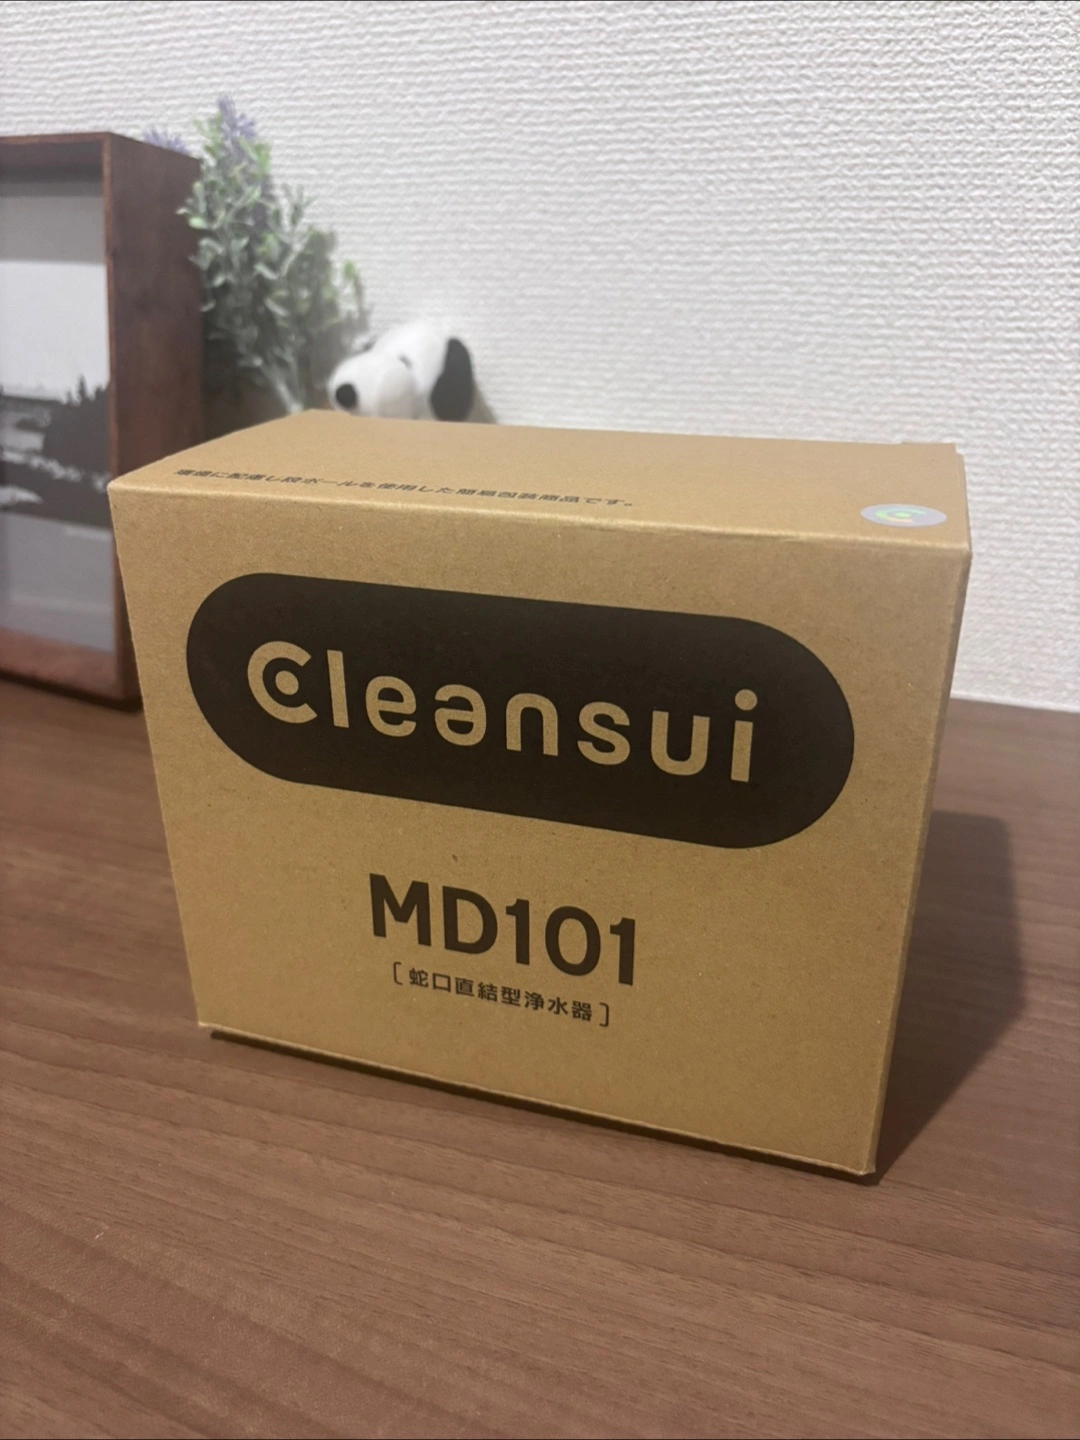 環境に配慮し段ボールを使用した簡易包装商品です。
Cleansui
MD101
[蛇口直結型浄水器]